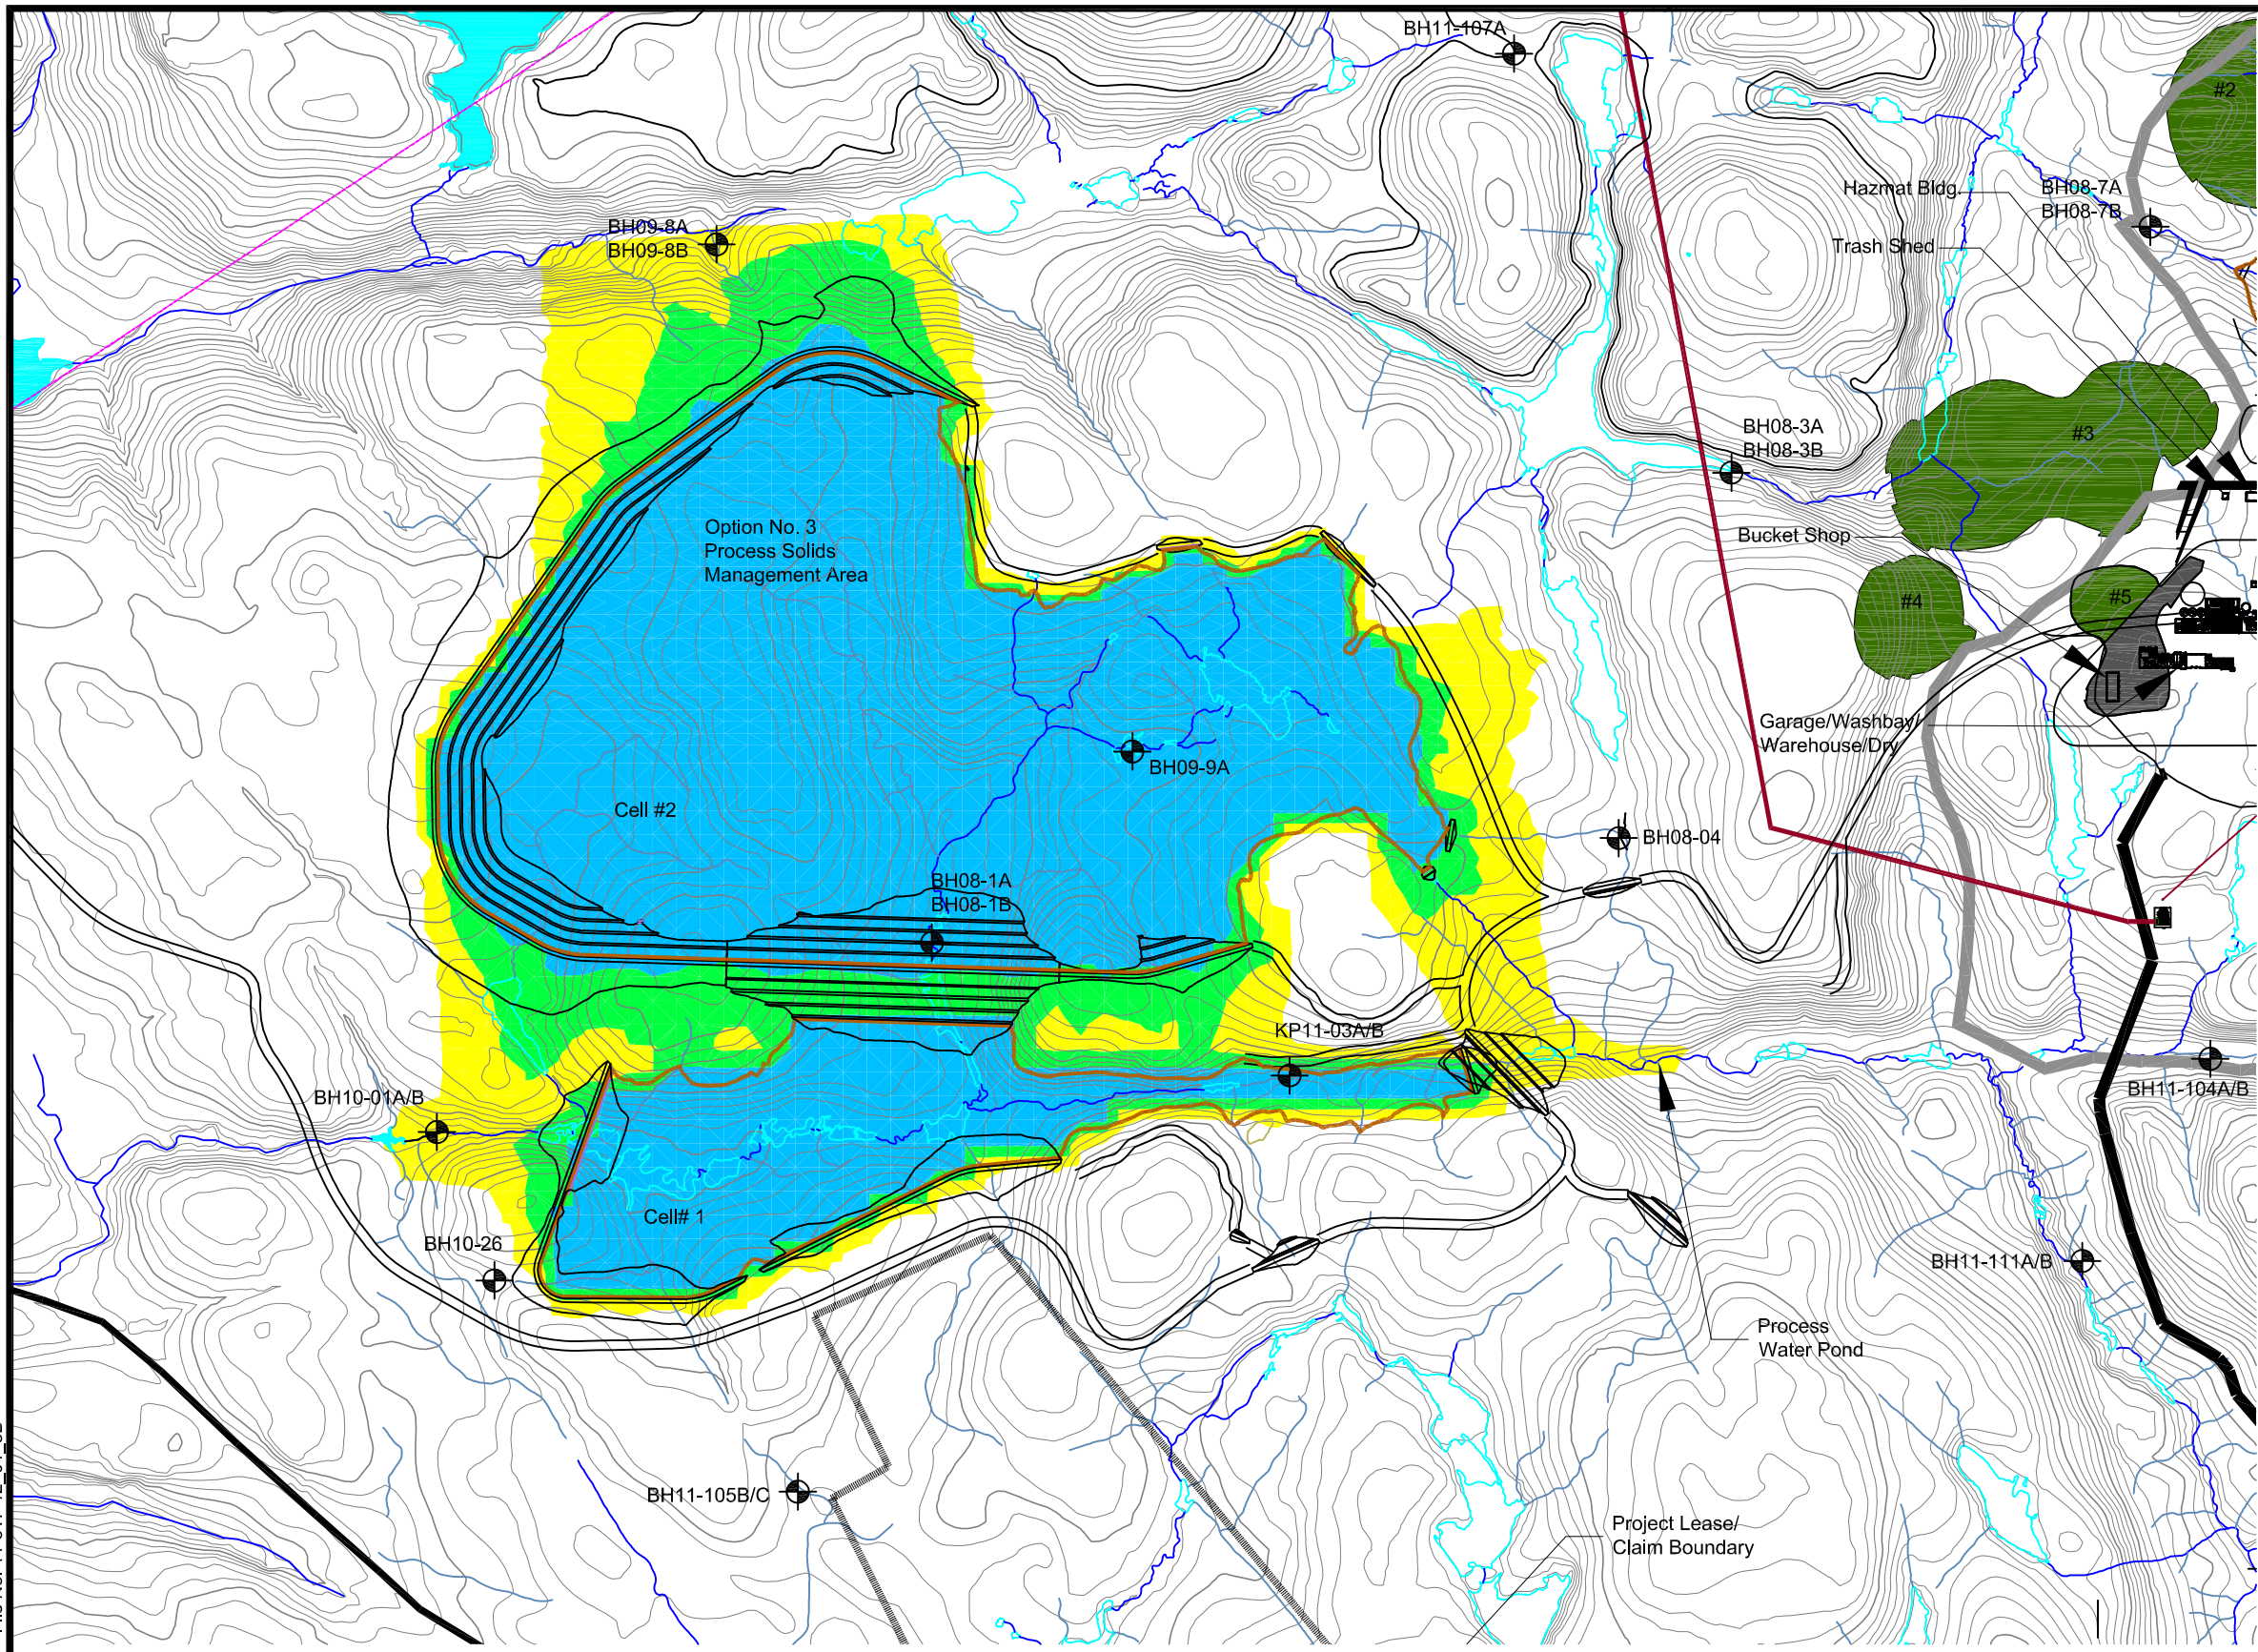 BH11-107A
#2
Hazmat Bldg.
BH08-7A
BH08-7B
BH09-8A
BH09-8B
Trash Shed
BH08-3A
BH08-3B
#3
Option No. 3
Process Solids
Management Area
Bucket Shop
#4
#5
Garage/Washbay/
Warehouse/Dry
BH09-9A
Cell #2
BH08-04
BH08-1A
BH08-1B
KP11-03A/B
BH10-01A/B
BH11-104A/B
Cell# 1
BH10-26
BH11-111A/B
Process
Water Pond
BH11-105B/C
Project Lease/
Claim Boundary